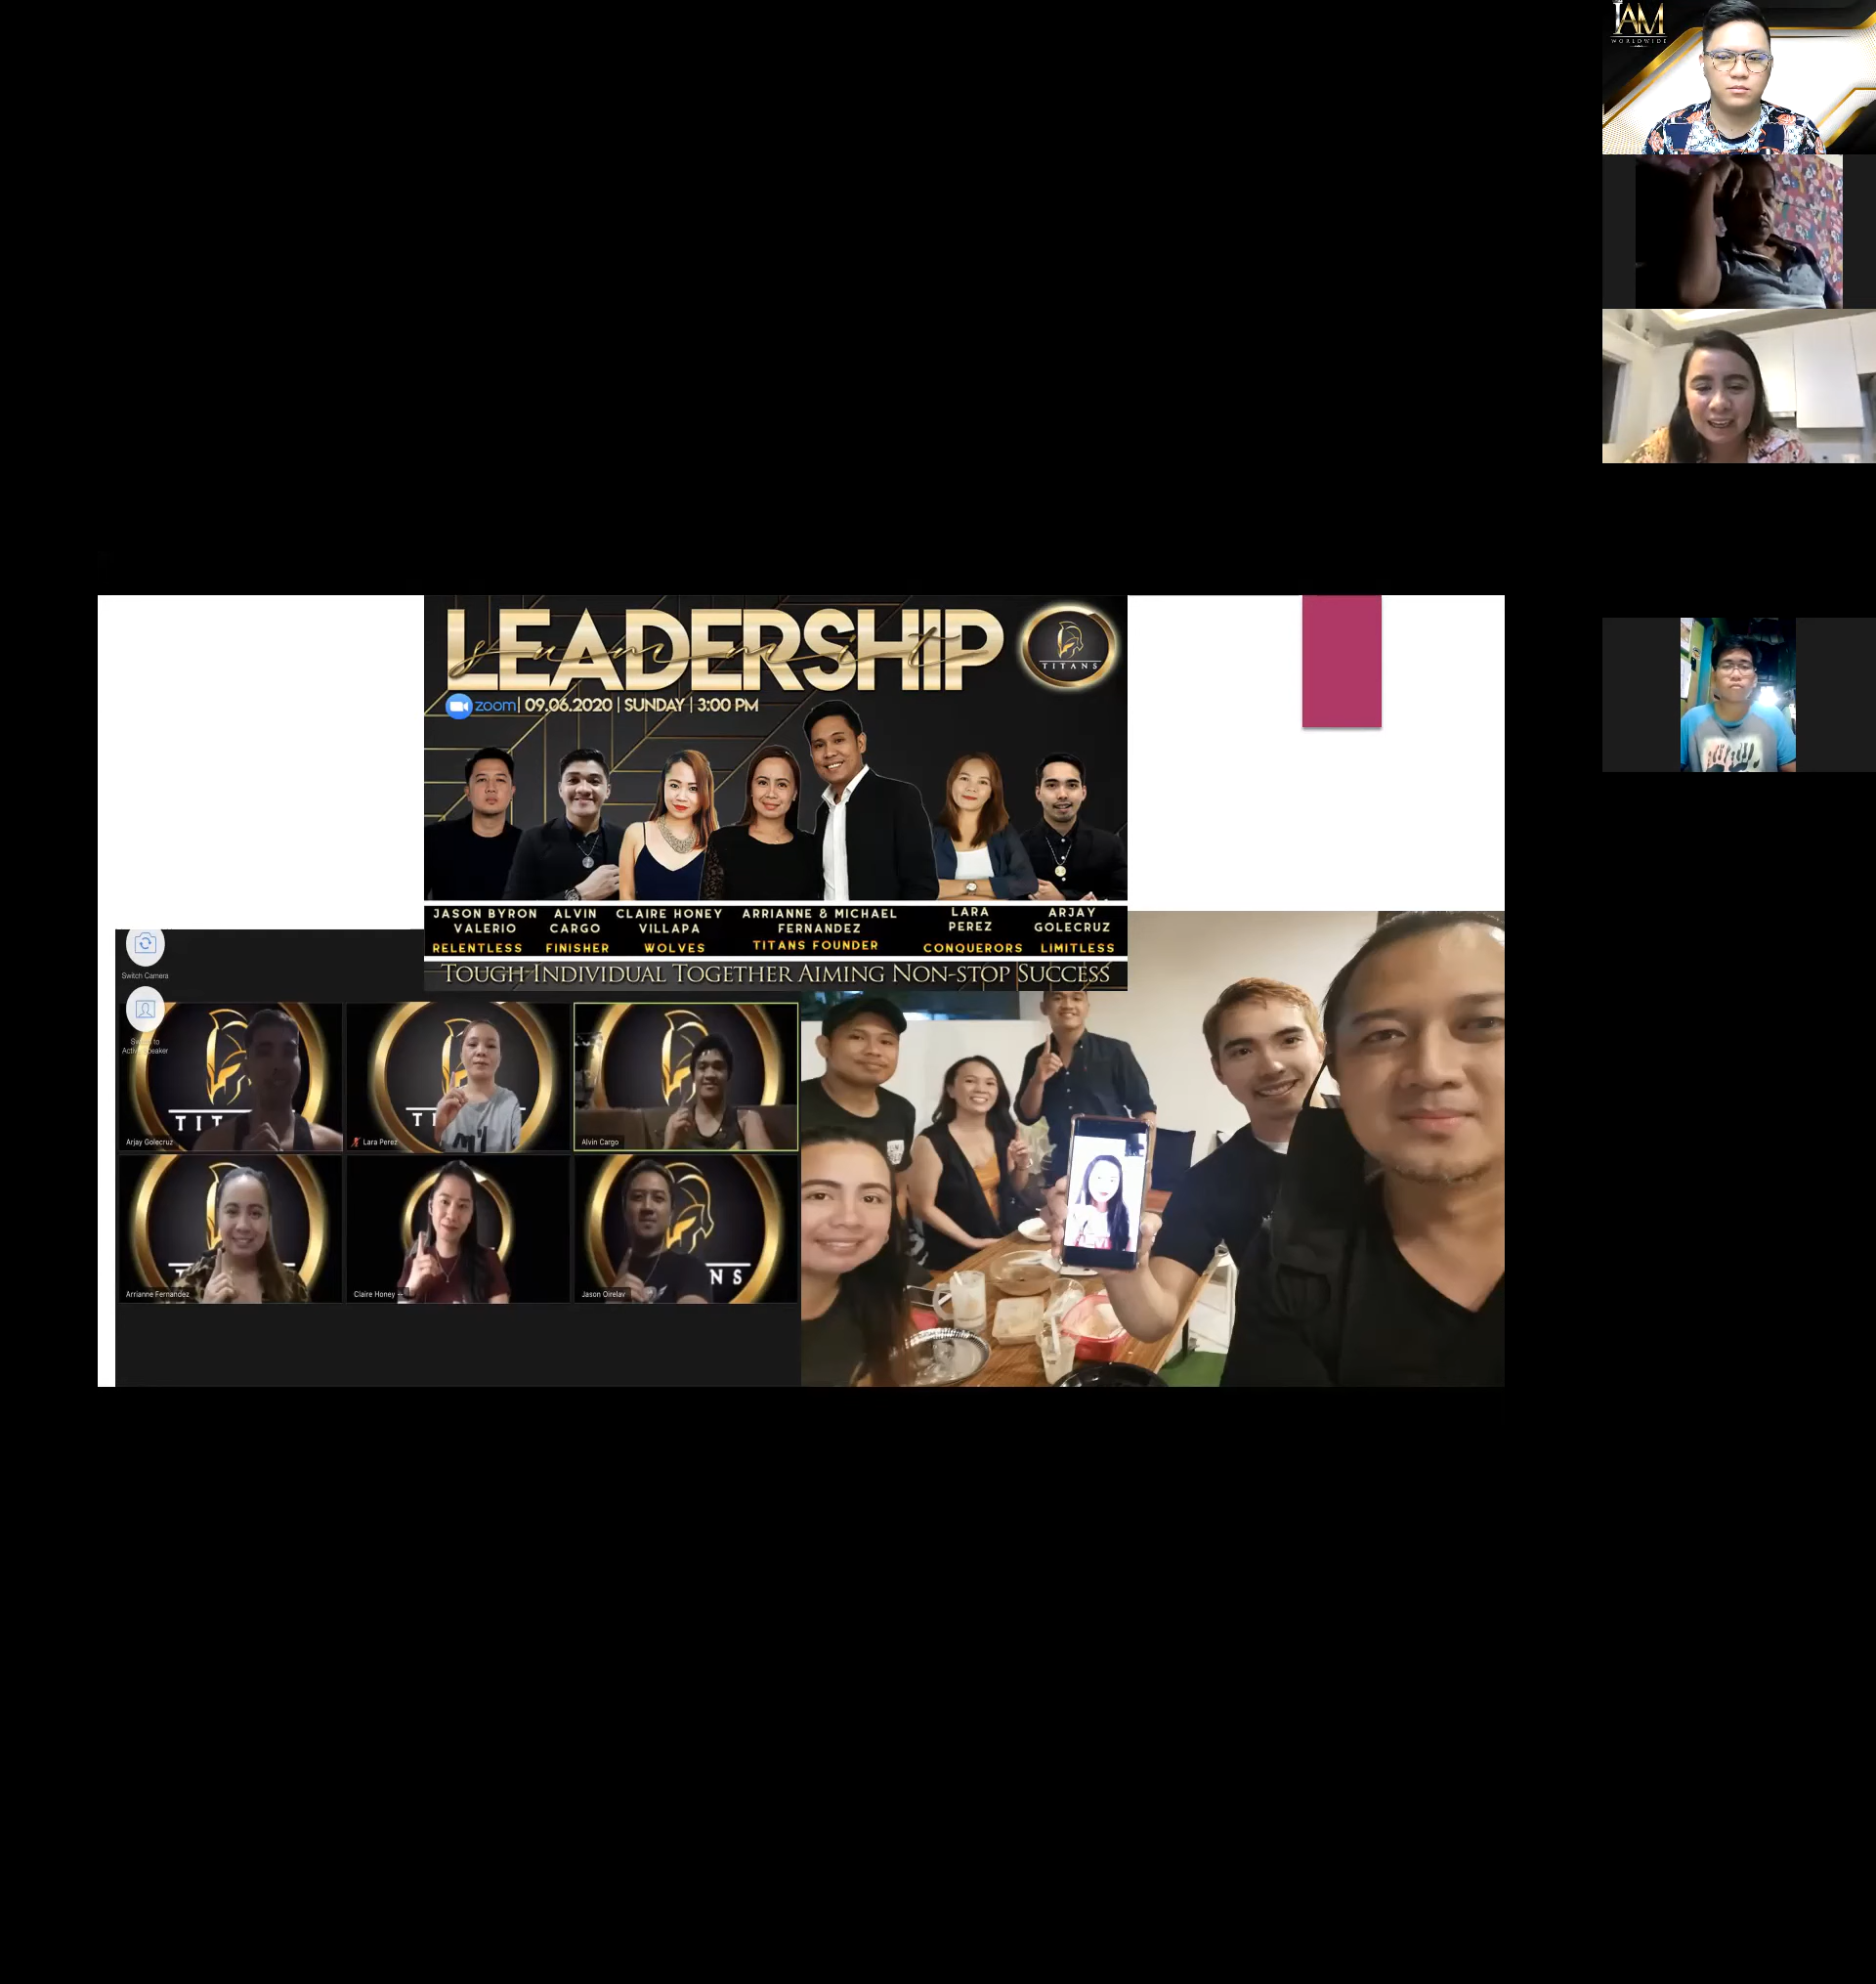 IAM
WORLDWIDE
LEADERSHIP
summit
TITANS
zoom | 09.06.2020 | SUNDAY | 3:00 PM
JASON BYRON VALERIO
RELENTLESS
ALVIN CARGO
FINISHER
CLAIRE HONEY VILLAPA
WOLVES
ARRIANNE & MICHAEL FERNANDEZ
TITANS FOUNDER
LARA PEREZ
CONQUERORS
ARJAY GOLECRUZ
LIMITLESS
TOUGH INDIVIDUAL TOGETHER AIMING NON-STOP SUCCESS
Switch Camera
Arjay Golecruz
Lara Perez
Alvin Cargo
Arrianne Fernandez
Claire Honey
Jason Oirelav